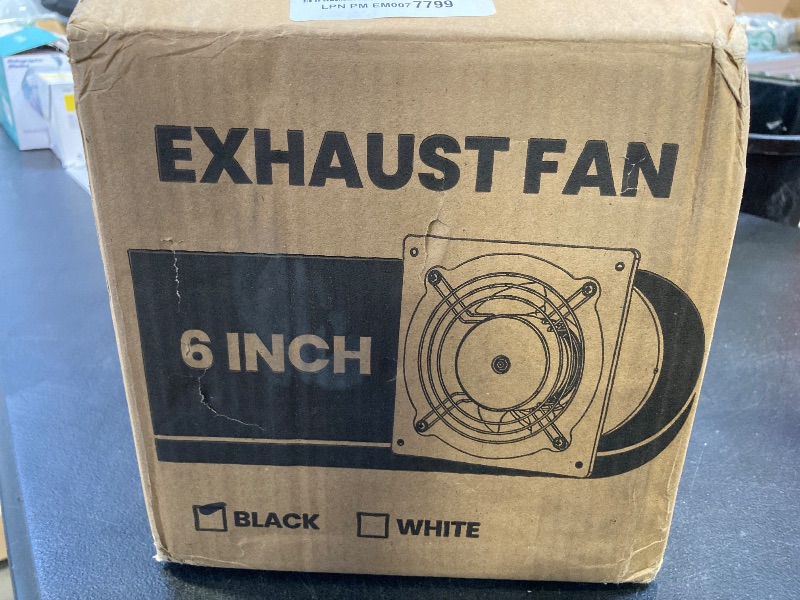 LPN PM EM007 7799
EXHAUST FAN
6 INCH
BLACK
WHITE